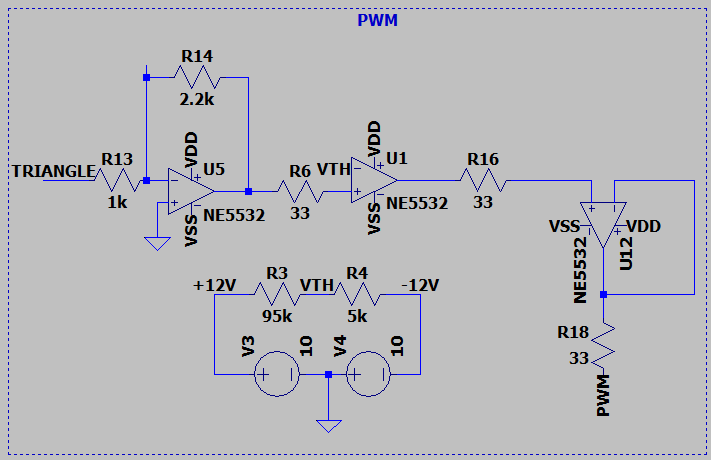 PWM
R14
2.2k
VDD
U5
R13
TRIANGLE
1k
NE5532
VSS
R6
33
VTH
VDD
U1
NE5532
VSS
R16
33
VSS
VDD
NE5532
U12
+12V
R3
VTH
R4
-12V
95k
5k
V3
10
V4
10
R18
33
PWM